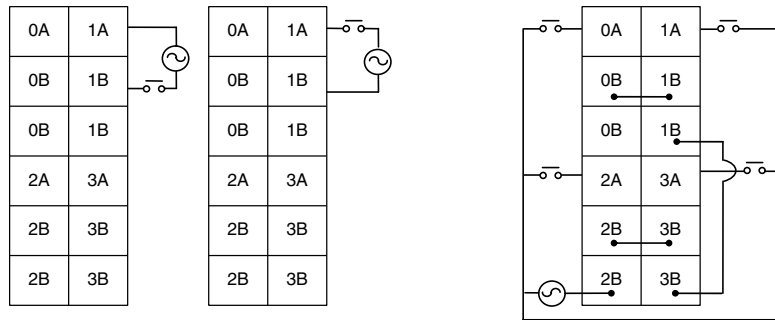 0A 1A 0A 1A 0A 1A
0B 1B 0B 1B 0B 1B
0B 1B 0B 1B 0B 1B
2A 3A 2A 3A 2A 3A
2B 3B 2B 3B 2B 3B
2B 3B 2B 3B 2B 3B